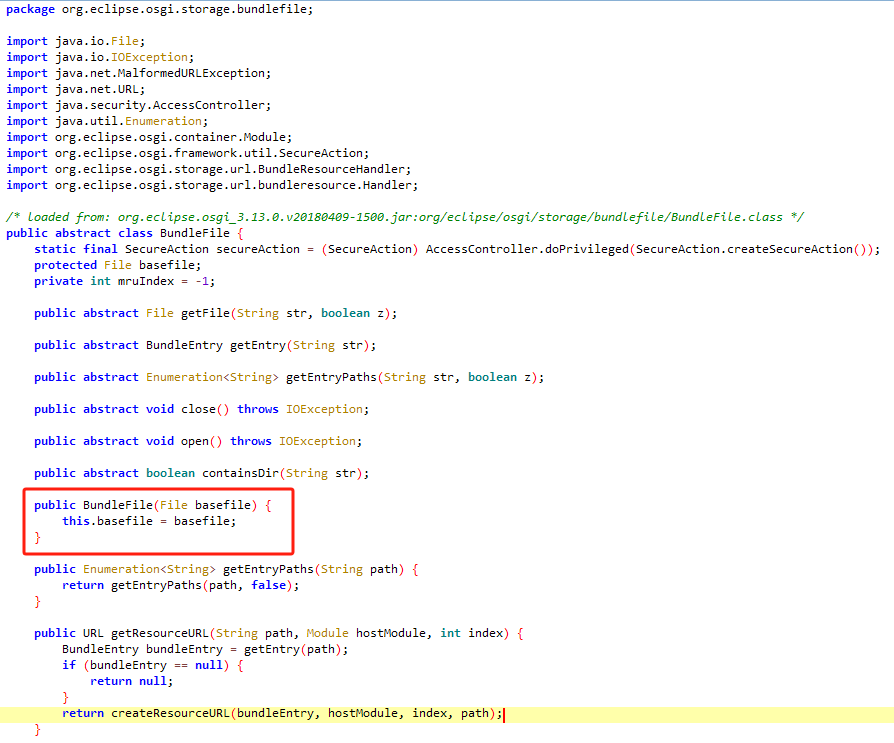 package org.eclipse.osgi.storage.bundlefile;
import java.io.File;
import java.io.IOException;
import java.net.MalformedURLException;
import java.net.URL;
import java.security.AccessController;
import java.util.Enumeration;
import org.eclipse.osgi.container.Module;
import org.eclipse.osgi.framework.util.SecureAction;
import org.eclipse.osgi.storage.url.BundleResourceHandler;
import org.eclipse.osgi.storage.url.bundleresource.Handler;
/* loaded from: org.eclipse.osgi_3.13.0.v20180409-1500.jar:org/eclipse/osgi/storage/bundlefile/BundleFile.class */
public abstract class BundleFile {
static final SecureAction secureAction = (SecureAction) AccessController.doPrivileged(SecureAction.createSecureAction());
protected File basefile;
private int mruIndex = -1;
public abstract File getFile(String str, boolean z);
public abstract BundleEntry getEntry(String str);
public abstract Enumeration<String> getEntryPaths(String str, boolean z);
public abstract void close() throws IOException;
public abstract void open() throws IOException;
public abstract boolean containsDir(String str);
public BundleFile(File basefile) {
this.basefile = basefile;
}
public Enumeration<String> getEntryPaths(String path) {
return getEntryPaths(path, false);
}
public URL getResourceURL(String path, Module hostModule, int index) {
BundleEntry bundleEntry = getEntry(path);
if (bundleEntry == null) {
return null;
}
return createResourceURL(bundleEntry, hostModule, index, path);
}